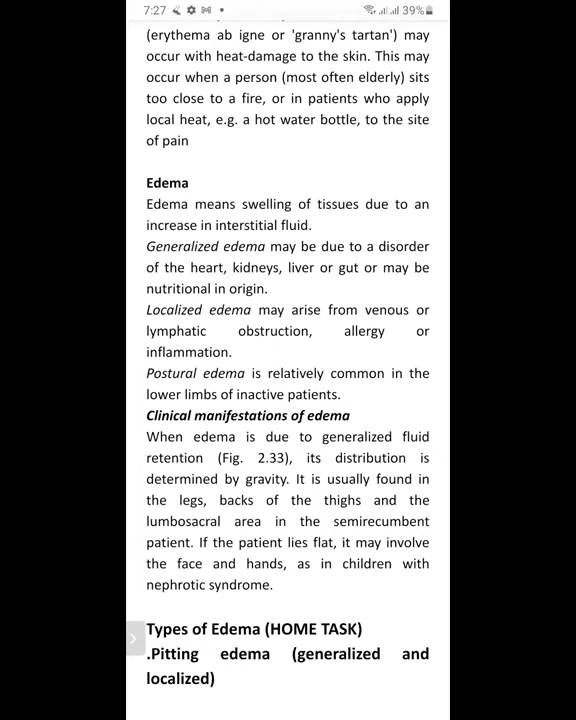 7:27
39%
(erythema ab igne or 'granny's tartan') may
occur with heat-damage to the skin. This may
occur when a person (most often elderly) sits
too close to a fire, or in patients who apply
local heat, e.g. a hot water bottle, to the site
of pain
Edema
Edema means swelling of tissues due to an
increase in interstitial fluid.
Generalized edema may be due to a disorder
of the heart, kidneys, liver or gut or may be
nutritional in origin.
Localized edema may arise from venous or
lymphatic obstruction, allergy or
inflammation.
Postural edema is relatively common in the
lower limbs of inactive patients.
Clinical manifestations of edema
When edema is due to generalized fluid
retention (Fig. 2.33), its distribution is
determined by gravity. It is usually found in
the legs, backs of the thighs and the
lumbosacral area in the semirecumbent
patient. If the patient lies flat, it may involve
the face and hands, as in children with
nephrotic syndrome.
Types of Edema (HOME TASK)
.Pitting edema (generalized and
localized)